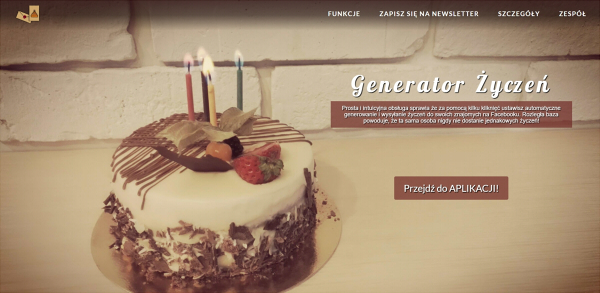 FUNKCJE ZAPISZ SIĘ NA NEWSLETTER SZCZEGÓŁY ZESPÓŁ
Generator Życzeń
Prosta i intuicyjna obsługa sprawia że za pomocą kilku kliknięć ustawisz automatyczne
generowanie i wysyłanie życzeń do swoich znajomych na Facebooku. Rozległa baza
powoduje, że ta sama osoba nigdy nie dostanie jednakowych życzeń!
Przejdź do APLIKACJI!